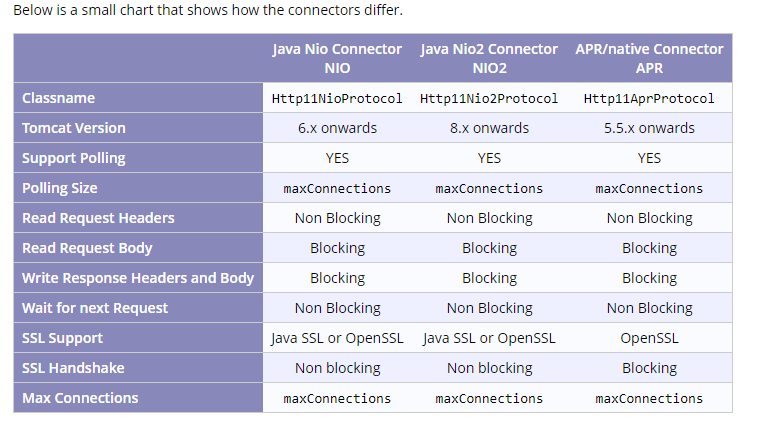 Below is a small chart that shows how the connectors differ.
Java Nio Connector NIO Java Nio2 Connector NIO2 APR/native Connector APR
Classname Http11NioProtocol Http11Nio2Protocol Http11AprProtocol
Tomcat Version 6.x onwards 8.x onwards 5.5.x onwards
Support Polling YES YES YES
Polling Size maxConnections maxConnections maxConnections
Read Request Headers Non Blocking Non Blocking Non Blocking
Read Request Body Blocking Blocking Blocking
Write Response Headers and Body Blocking Blocking Blocking
Wait for next Request Non Blocking Non Blocking Non Blocking
SSL Support Java SSL or OpenSSL Java SSL or OpenSSL OpenSSL
SSL Handshake Non blocking Non blocking Blocking
Max Connections maxConnections maxConnections maxConnections